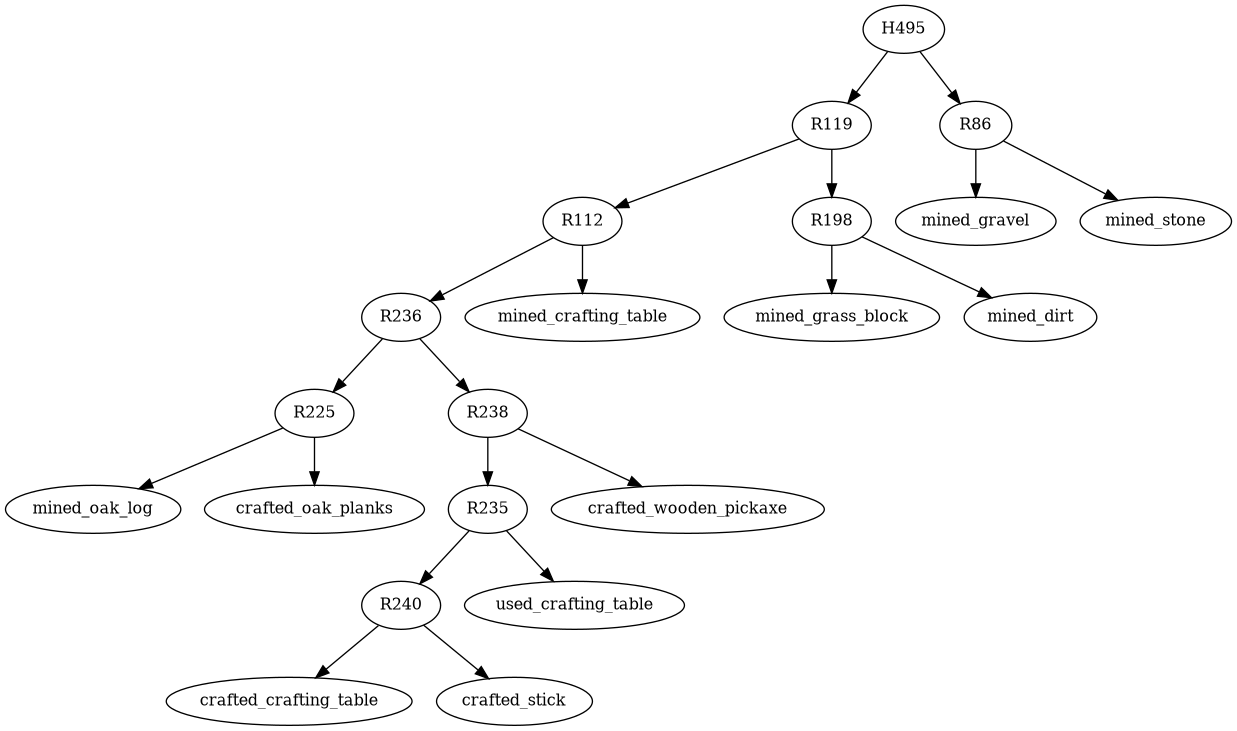 H495
R119
R86
R112
R198
mined_gravel
mined_stone
R236
mined_crafting_table
mined_grass_block
mined_dirt
R225
R238
mined_oak_log
crafted_oak_planks
R235
crafted_wooden_pickaxe
R240
used_crafting_table
crafted_crafting_table
crafted_stick